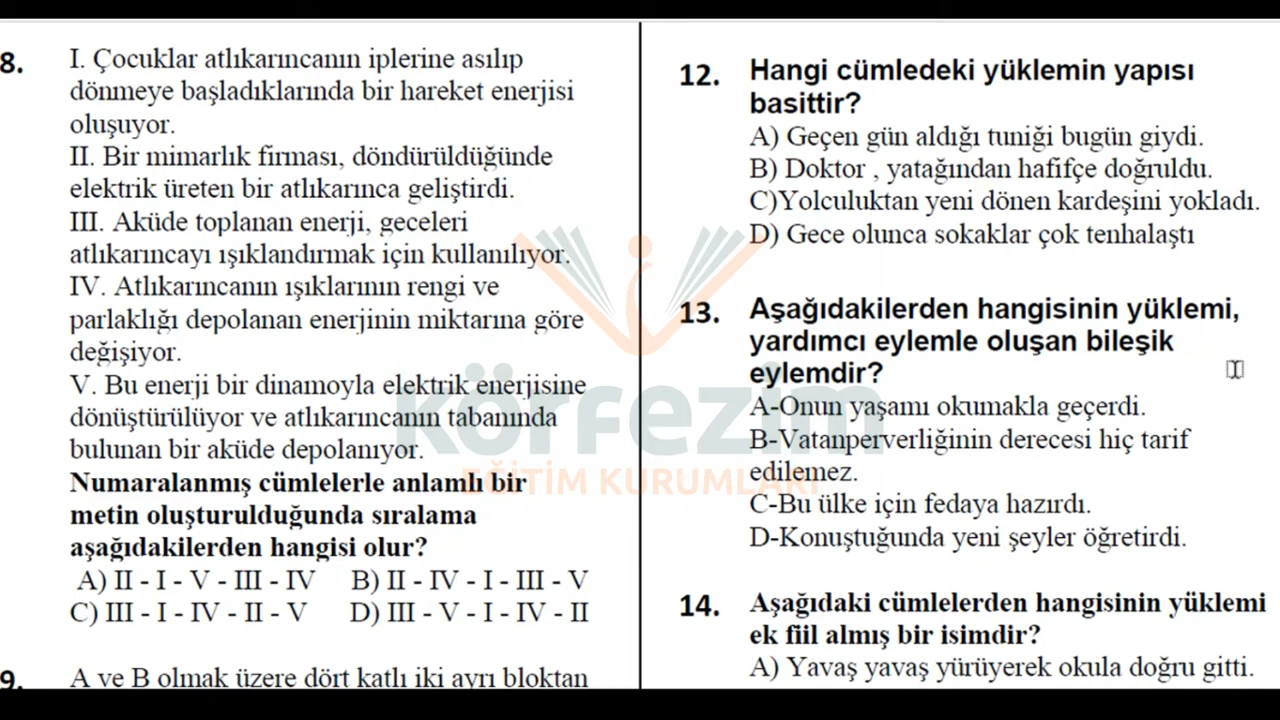 8.
I. Çocuklar atlıkarıncanın iplerine asılıp
dönmeye başladıklarında bir hareket enerjisi
oluşuyor.
II. Bir mimarlık firması, döndürüldüğünde
elektrik üreten bir atlıkarınca geliştirdi.
III. Aküde toplanan enerji, geceleri
atlıkarıncayı ışıklandırmak için kullanılıyor.
IV. Atlıkarıncanın ışıklarının rengi ve
parlaklığı depolanan enerjinin miktarına göre
değişiyor.
V. Bu enerji bir dinamoyla elektrik enerjisine
dönüştürülüyor ve atlıkarıncanın tabanında
bulunan bir aküde depolanıyor.
Numaralanmış cümlelerle anlamlı bir
metin oluşturulduğunda sıralama
aşağıdakilerden hangisi olur?
A) II - I - V - III - IV B) II - IV - I - III - V
C) III - I - IV - II - V D) III - V - I - IV - II
9.
A ve B olmak üzere dört katlı iki ayrı bloktan
12.
Hangi cümledeki yüklemin yapısı
basittir?
A) Geçen gün aldığı tuniği bugün giydi.
B) Doktor , yatağından hafifçe doğruldu.
C)Yolculuktan yeni dönen kardeşini yokladı.
D) Gece olunca sokaklar çok tenhalaştı
13.
Aşağıdakilerden hangisinin yüklemi,
yardımcı eylemle oluşan bileşik
eylemdir?
A-Onun yaşamı okumakla geçerdi.
B-Vatanperverliğinin derecesi hiç tarif
edilemez.
C-Bu ülke için fedaya hazırdı.
D-Konuştuğunda yeni şeyler öğretirdi.
14.
Aşağıdaki cümlelerden hangisinin yüklemi
ek fiil almış bir isimdir?
A) Yavaş yavaş yürüyerek okula doğru gitti.
körfezim
EĞİTİM KURUMLARI